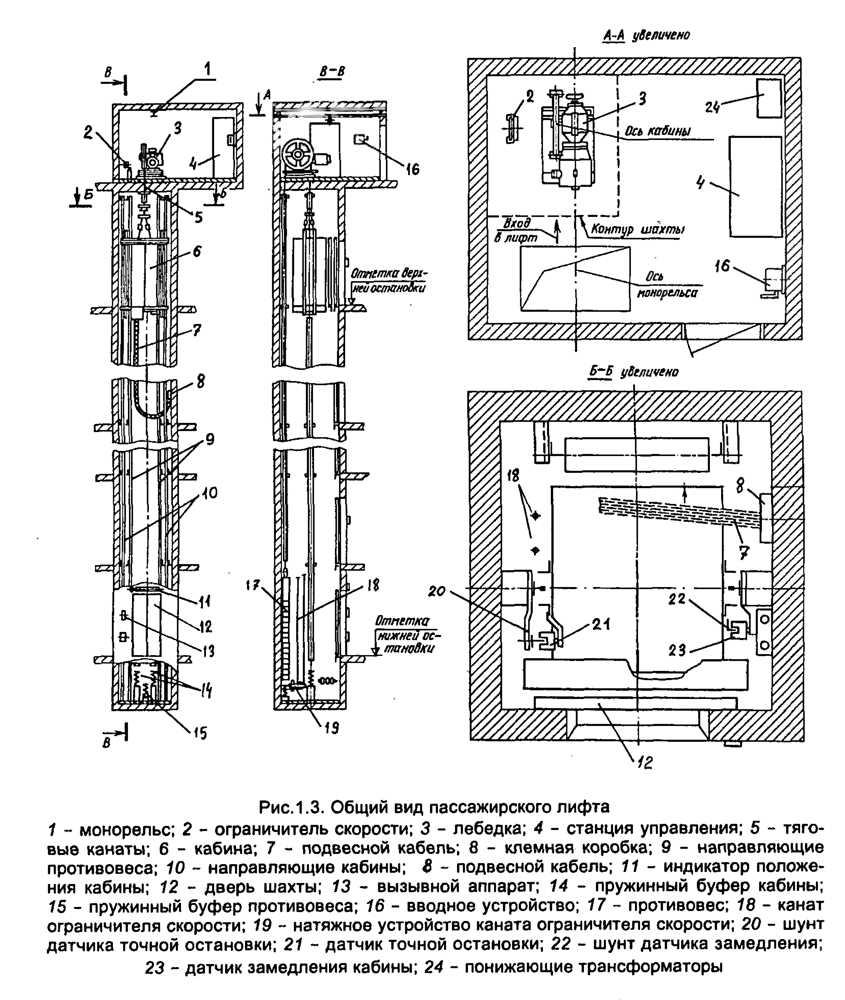 А-А увеличено
В
1
В-В
А
2
3
4
16
Б
Б
5
6
Отметка верх-
ней остановки
7
8
9
10
11
12
13
14
15
В
17
18
Отметка
нижней ос-
тановки
19
2
3
24
Ось кабины
4
Вход
в лифт
Контур шахты
16
Ось
монорельса
Б-Б увеличено
18
8
7
20
21
22
23
12
Рис.1.3. Общий вид пассажирского лифта
1 - монорельс; 2 - ограничитель скорости; 3 - лебедка; 4 - станция управления; 5 - тяго-
вые канаты; 6 - кабина; 7 - подвесной кабель; 8 - клемная коробка; 9 - направляющие
противовеса; 10 - направляющие кабины; 8 - подвесной кабель; 11 - индикатор положе-
ния кабины; 12 - дверь шахты; 13 - вызывной аппарат; 14 - пружинный буфер кабины;
15 - пружинный буфер противовеса; 16 - вводное устройство; 17 - противовес; 18 - канат
ограничителя скорости; 19 - натяжное устройство каната ограничителя скорости; 20 - шунт
датчика точной остановки; 21 - датчик точной остановки; 22 - шунт датчика замедления;
23 - датчик замедления кабины; 24 - понижающие трансформаторы